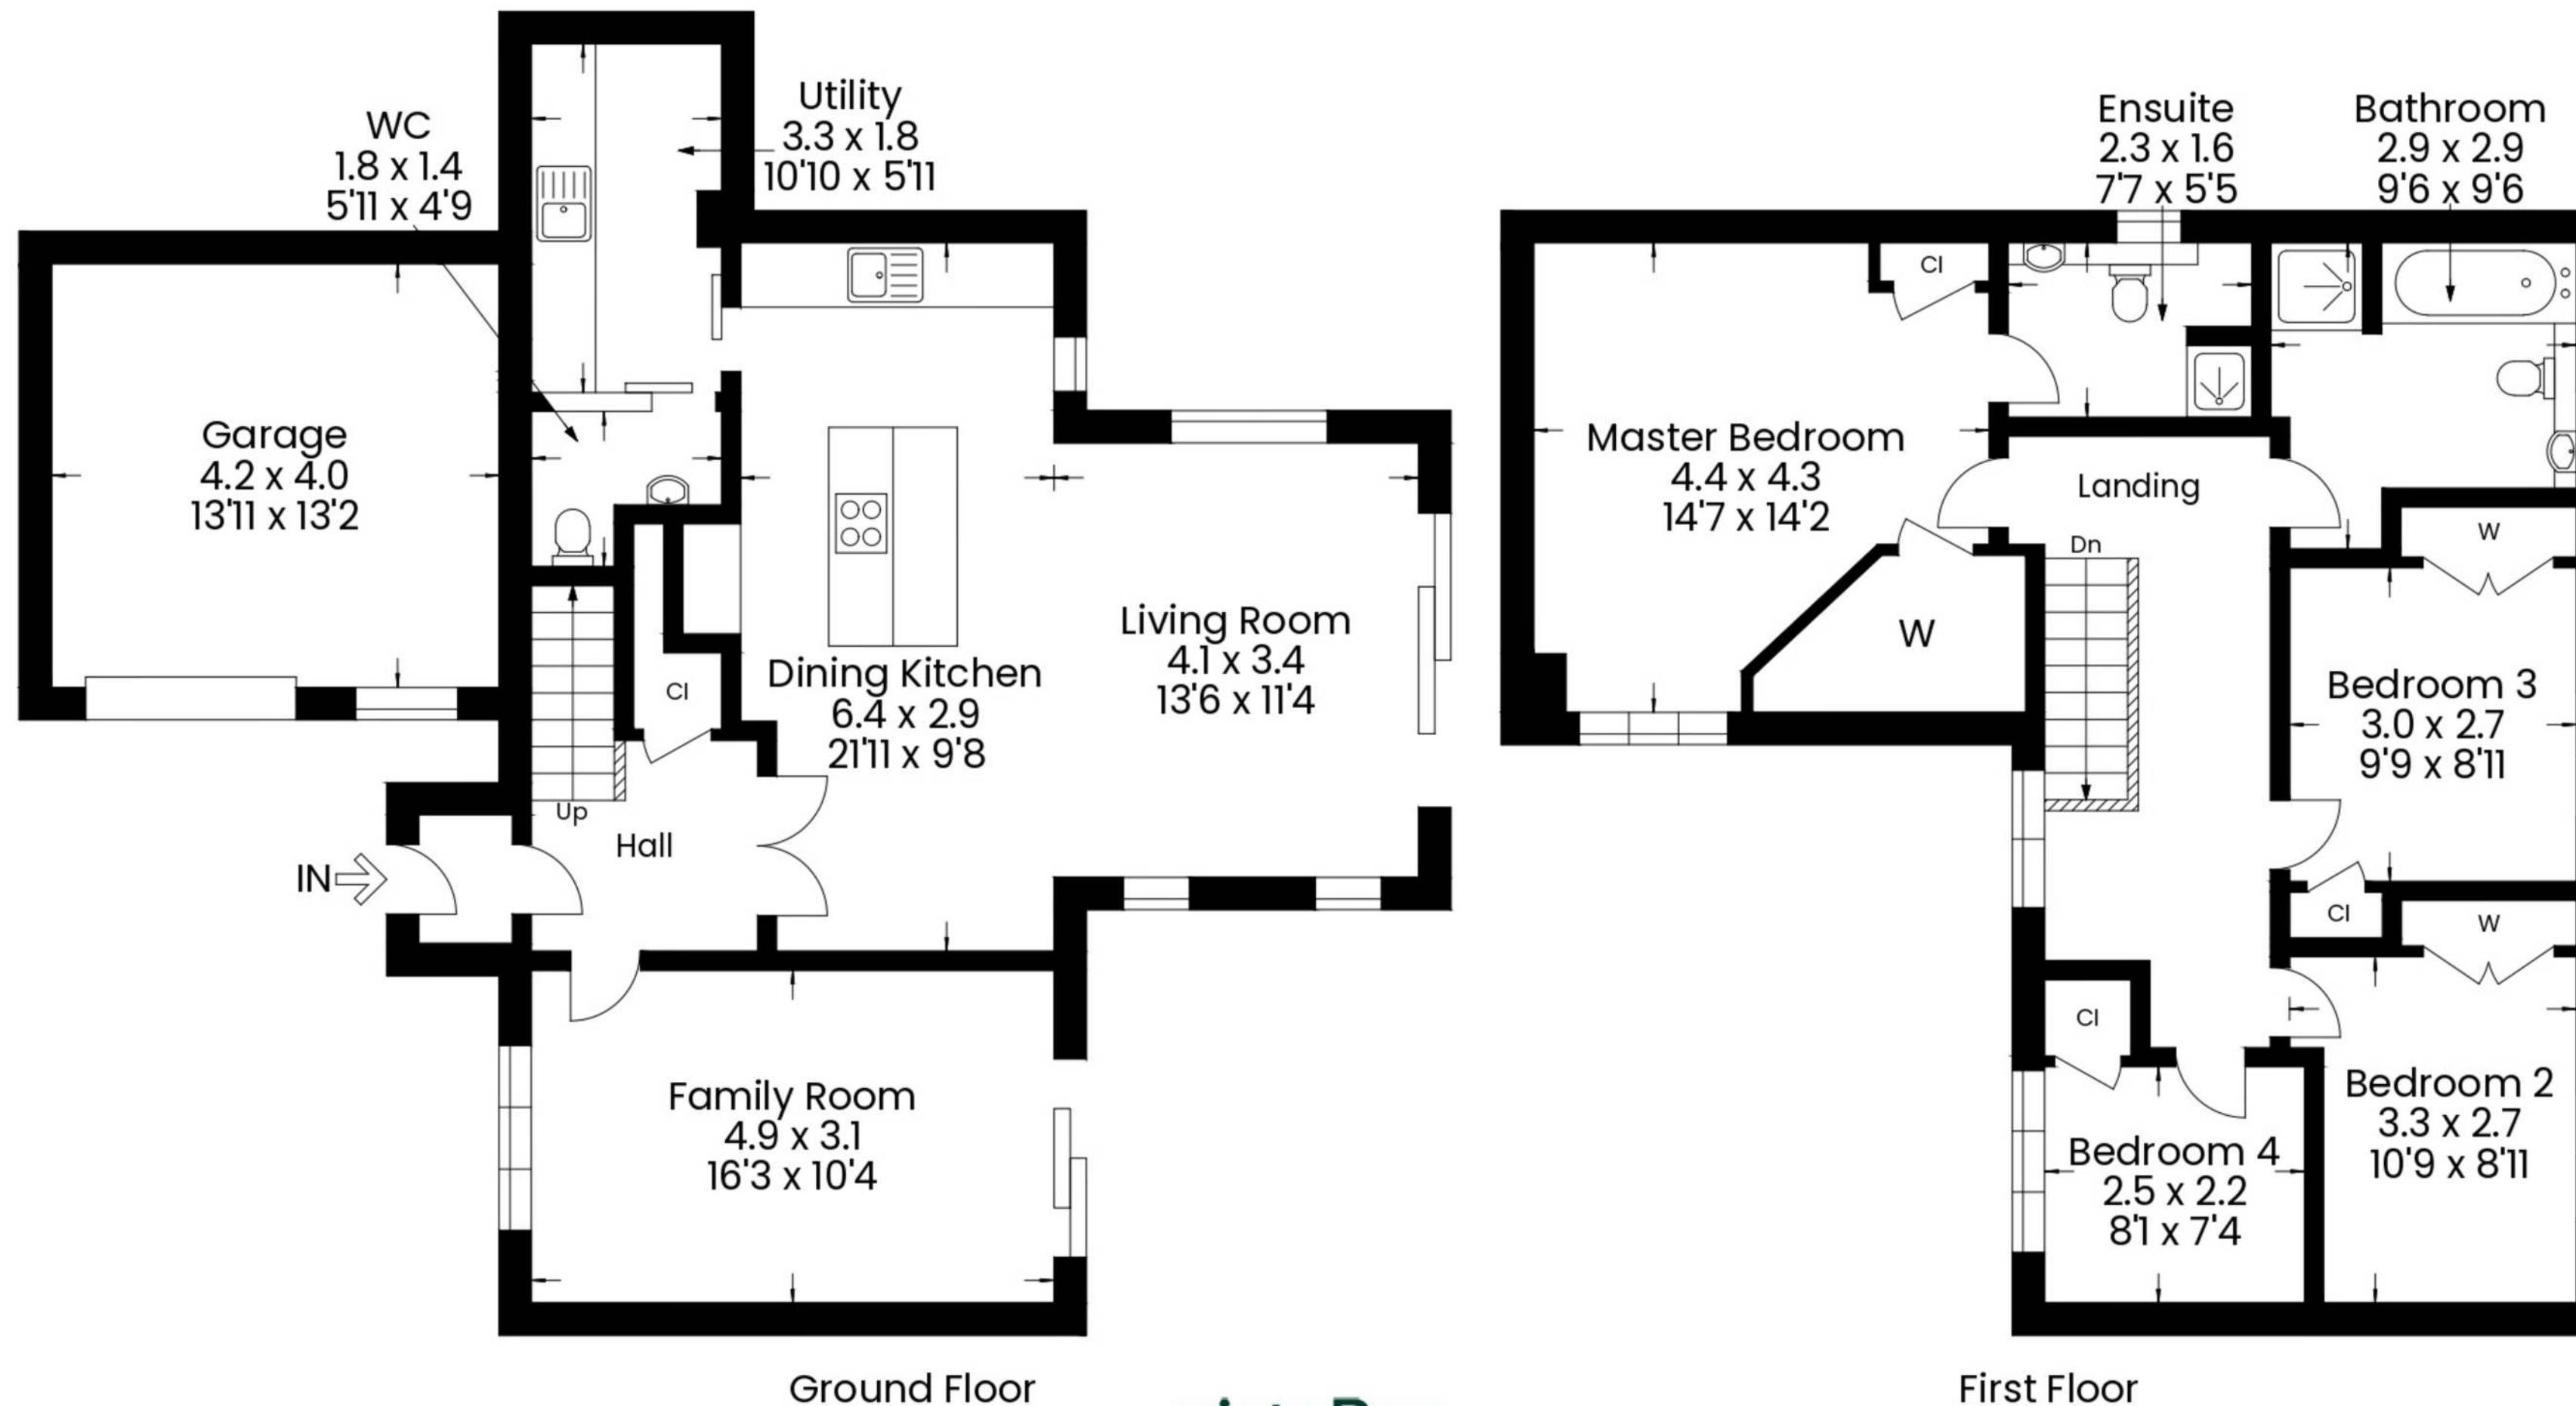 WC
1.8 x 1.4
5'11 x 4'9
Utility
3.3 x 1.8
10'10 x 5'11
Garage
4.2 x 4.0
13'11 x 13'2
Cl
Dining Kitchen
6.4 x 2.9
21'11 x 9'8
Living Room
4.1 x 3.4
13'6 x 11'4
Up
Hall
IN
Family Room
4.9 x 3.1
16'3 x 10'4
Ground Floor
Ensuite
2.3 x 1.6
7'7 x 5'5
Bathroom
2.9 x 2.9
9'6 x 9'6
Cl
Master Bedroom
4.4 x 4.3
14'7 x 14'2
Landing
Dn
W
W
Bedroom 3
3.0 x 2.7
9'9 x 8'11
Cl
W
Cl
Bedroom 2
3.3 x 2.7
10'9 x 8'11
Bedroom 4
2.5 x 2.2
8'1 x 7'4
First Floor